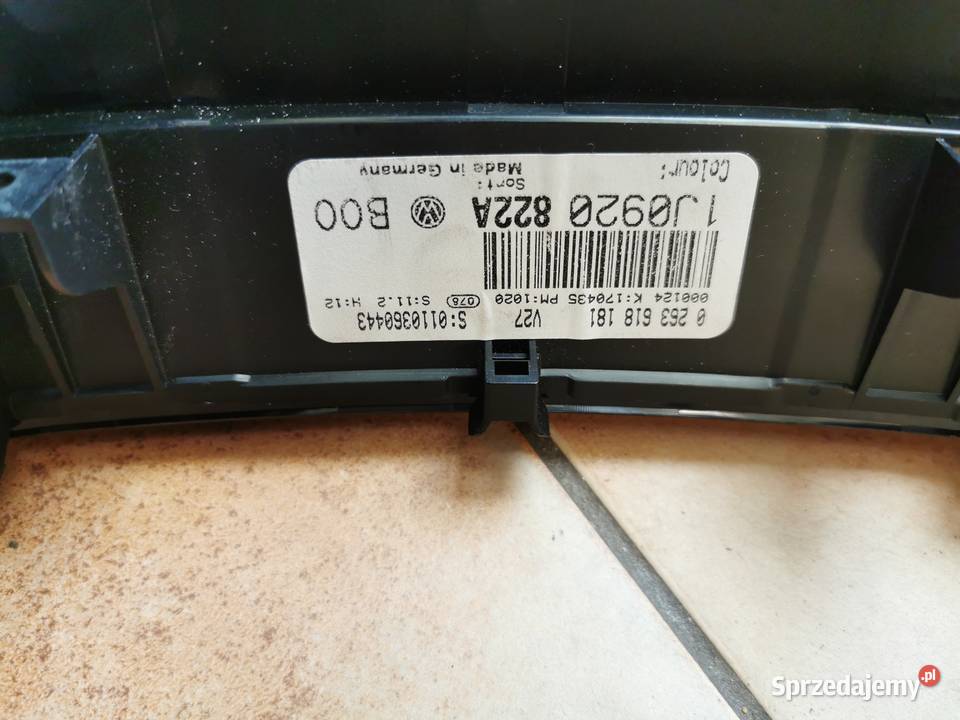 0 263 618 181 V27 S:0110360443
000124 K:170435 PM:1020 078 S:11.2 H:12
1J0920 822A B00
Sort:
Colour: Made in Germany
Sprzedajemy.pl